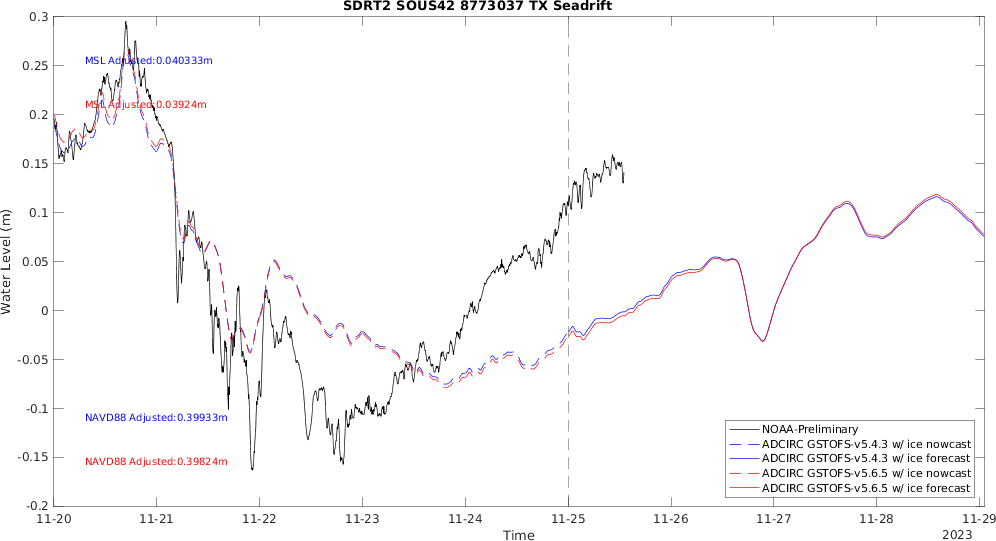 SDRT2 SOUS42 8773037 TX Seadrift
0.3
0.25
0.2
0.15
0.1
0.05
0
-0.05
-0.1
-0.15
-0.2
Water Level (m)
MSL Adjusted:0.040333m
MSL Adjusted:0.03924m
NAVD88 Adjusted:0.39933m
NAVD88 Adjusted:0.39824m
NOAA-Preliminary
ADCIRC GSTOFS-v5.4.3 w/ ice nowcast
ADCIRC GSTOFS-v5.4.3 w/ ice forecast
ADCIRC GSTOFS-v5.6.5 w/ ice nowcast
ADCIRC GSTOFS-v5.6.5 w/ ice forecast
11-20 11-21 11-22 11-23 11-24 11-25 11-26 11-27 11-28 11-29
Time
2023